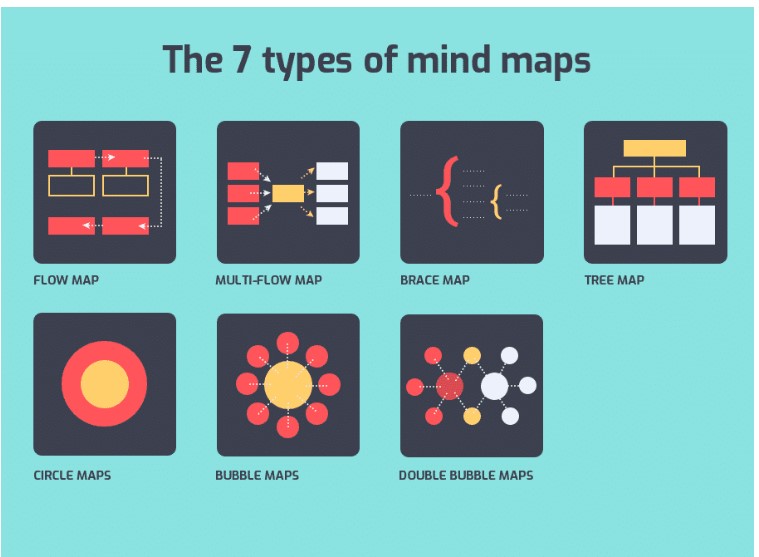 The 7 types of mind maps
FLOW MAP
MULTI-FLOW MAP
BRACE MAP
TREE MAP
CIRCLE MAPS
BUBBLE MAPS
DOUBLE BUBBLE MAPS